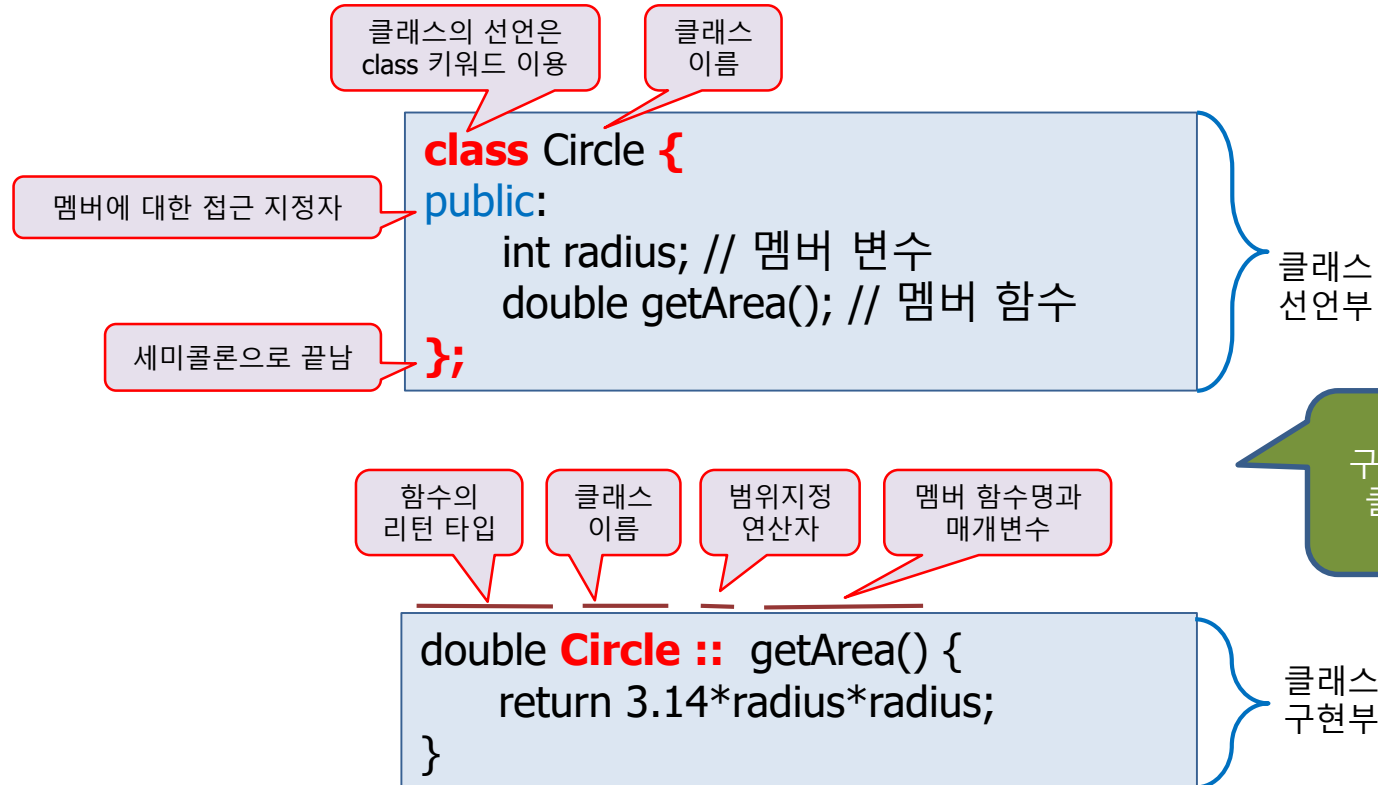 클래스의 선언은
class 키워드 이용
클래스
이름
class Circle {
멤버에 대한 접근 지정자
public:
int radius; // 멤버 변수
double getArea(); // 멤버 함수
세미콜론으로 끝남
};
클래스
선언부
함수의
리턴 타입
클래스
이름
범위지정
연산자
멤버 함수명과
매개변수
double Circle :: getArea() {
return 3.14*radius*radius;
}
클래스
구현부